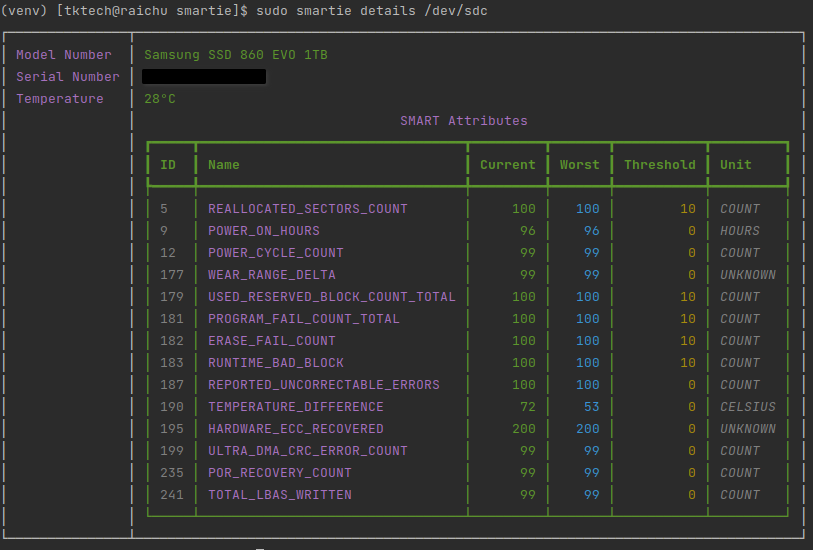 (venv) [tktech@raichu smartie]$ sudo smartie details /dev/sdc
Model Number Samsung SSD 860 EVO 1TB
Serial Number
Temperature 28°C
SMART Attributes
ID Name Current Worst Threshold Unit
5 REALLOCATED_SECTORS_COUNT 100 100 10 COUNT
9 POWER_ON_HOURS 96 96 0 HOURS
12 POWER_CYCLE_COUNT 99 99 0 COUNT
177 WEAR_RANGE_DELTA 99 99 0 UNKNOWN
179 USED_RESERVED_BLOCK_COUNT_TOTAL 100 100 10 COUNT
181 PROGRAM_FAIL_COUNT_TOTAL 100 100 10 COUNT
182 ERASE_FAIL_COUNT 100 100 10 COUNT
183 RUNTIME_BAD_BLOCK 100 100 10 COUNT
187 REPORTED_UNCORRECTABLE_ERRORS 100 100 0 COUNT
190 TEMPERATURE_DIFFERENCE 72 53 0 CELSIUS
195 HARDWARE_ECC_RECOVERED 200 200 0 UNKNOWN
199 ULTRA_DMA_CRC_ERROR_COUNT 99 99 0 COUNT
235 POR_RECOVERY_COUNT 99 99 0 COUNT
241 TOTAL_LBAS_WRITTEN 99 99 0 COUNT